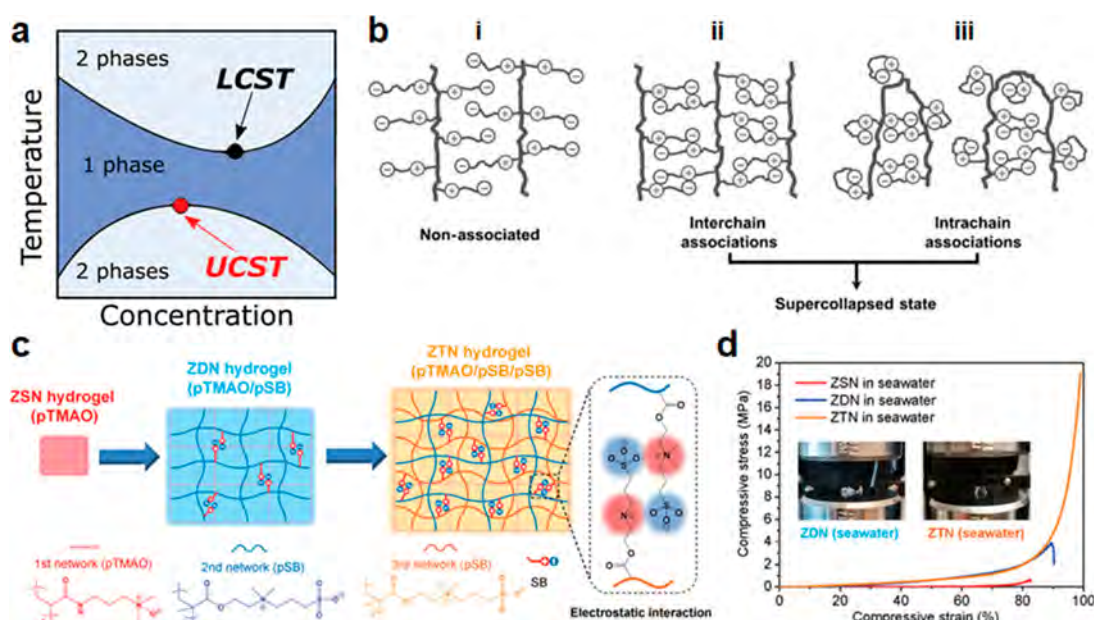 a
2 phases
LCST
1 phase
UCST
2 phases
Temperature
Concentration
b
i
ii
iii
Non-associated
Interchain
associations
Intrachain
associations
Supercollapsed state
c
ZSN hydrogel
(pTMAO)
ZDN hydrogel
(pTMAO/pSB)
ZTN hydrogel
(pTMAO/pSB/pSB)
1st network (pTMAO)
2nd network (pSB)
3rd network (pSB)
SB
Electrostatic interaction
d
ZSN in seawater
ZDN in seawater
ZTN in seawater
ZDN (seawater)
ZTN (seawater)
Compressive stress (MPa)
20
18
16
14
12
10
8
6
4
2
0
0 20 40 60 80 100
Compressive strain (%)